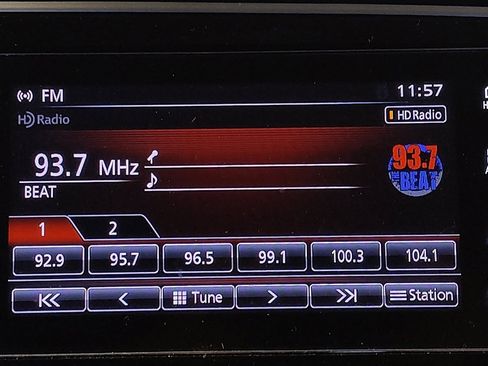 FM
11:57
HD Radio
HD Radio
93.7 MHz
BEAT
93.7
THE
BEAT
1
2
92.9
95.7
96.5
99.1
100.3
104.1
Tune
Station
H
A